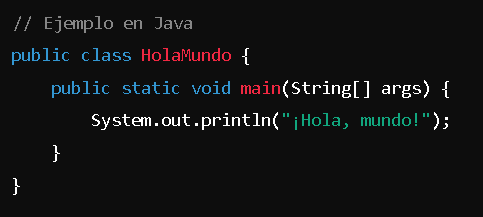 // Ejemplo en Java
public class HolaMundo {
    public static void main(String[] args) {
        System.out.println("¡Hola, mundo!");
    }
}